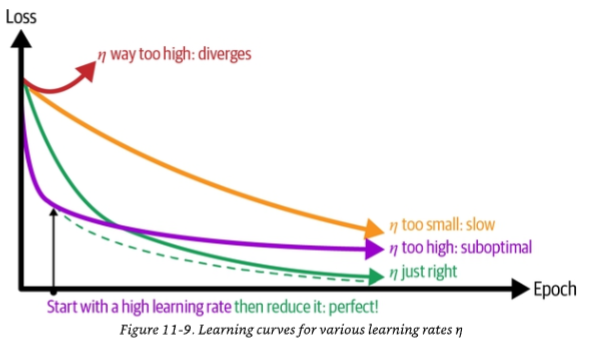 Loss
η way too high: diverges
η too small: slow
η too high: suboptimal
η just right
Epoch
Start with a high learning rate then reduce it: perfect!
Figure 11-9. Learning curves for various learning rates η